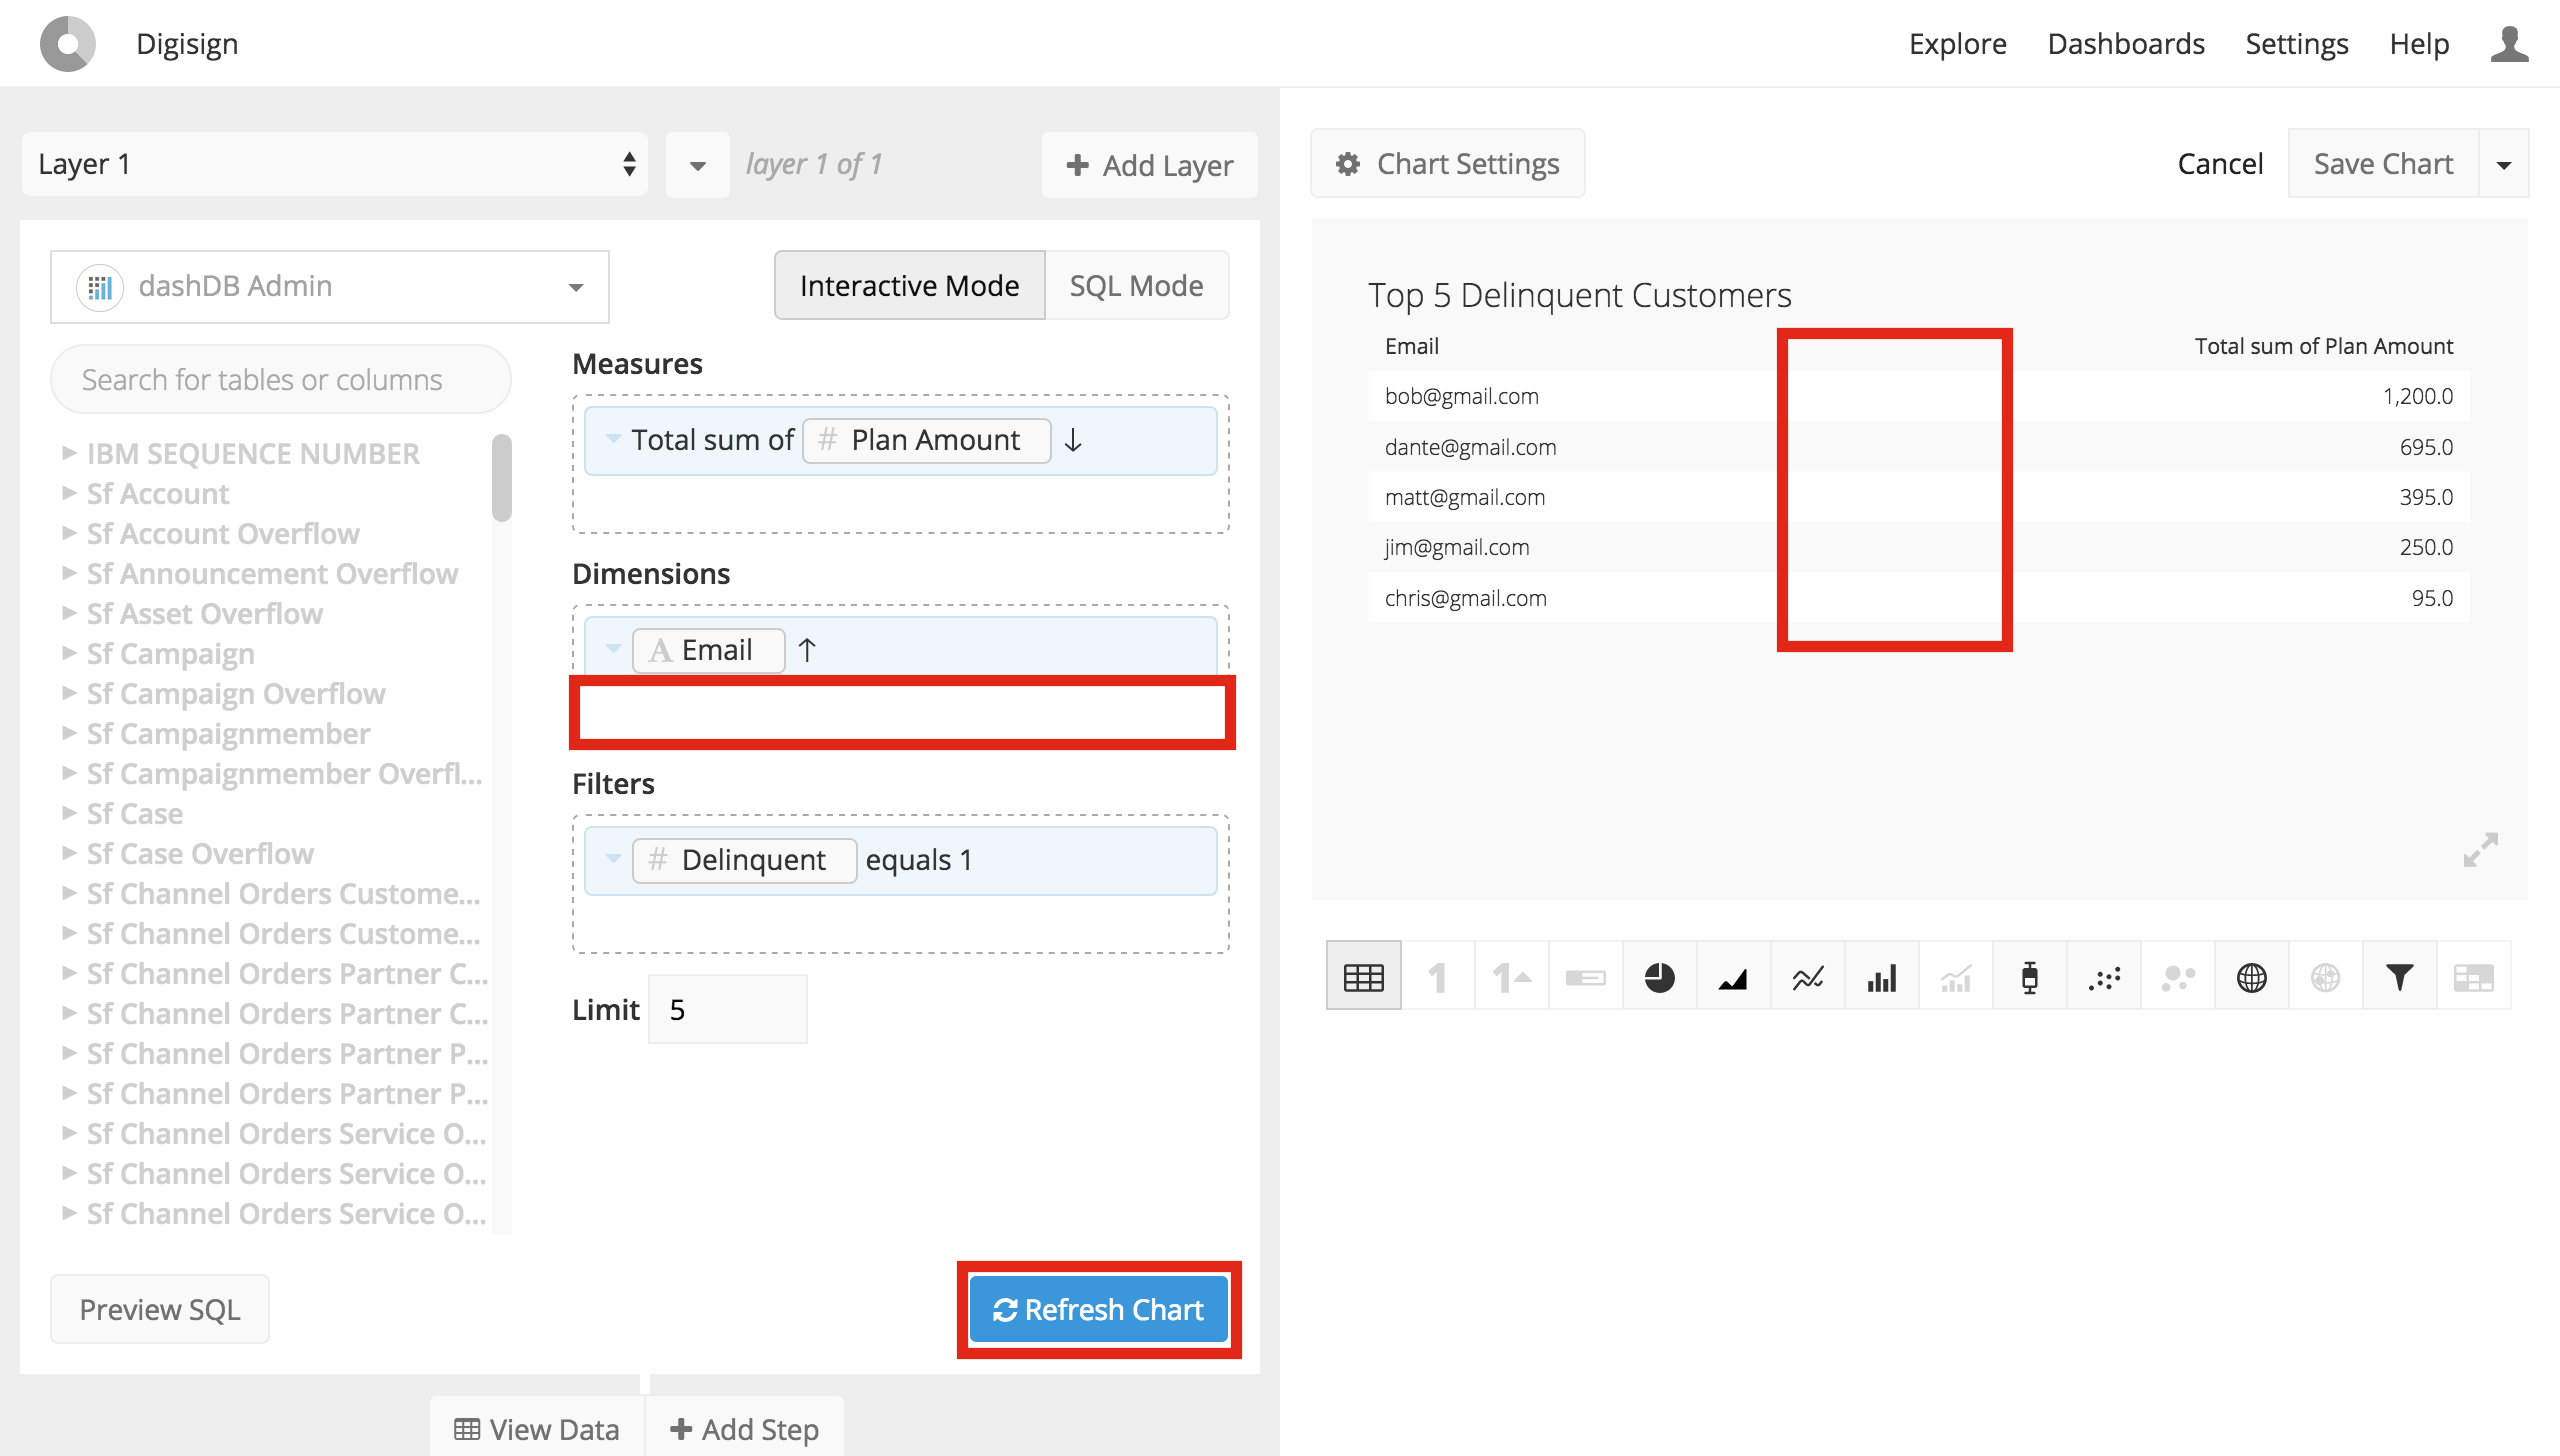 Digisign
Explore Dashboards Settings Help
Layer 1
layer 1 of 1
Add Layer
dashDB Admin
Interactive Mode SQL Mode
Search for tables or columns
IBM SEQUENCE NUMBER
Sf Account
Sf Account Overflow
Sf Announcement Overflow
Sf Asset Overflow
Sf Campaign
Sf Campaign Overflow
Sf Campaignmember
Sf Campaignmember Overfl...
Sf Case
Sf Case Overflow
Sf Channel Orders Custome...
Sf Channel Orders Custome...
Sf Channel Orders Partner C...
Sf Channel Orders Partner C...
Sf Channel Orders Partner P...
Sf Channel Orders Partner P...
Sf Channel Orders Service O...
Sf Channel Orders Service O...
Sf Channel Orders Service O...
Measures
Total sum of # Plan Amount ↓
Dimensions
A Email ↑
Filters
# Delinquent equals 1
Limit 5
Preview SQL
Refresh Chart
View Data
Add Step
Chart Settings
Cancel
Save Chart
Top 5 Delinquent Customers
Email Total sum of Plan Amount
bob@gmail.com 1,200.0
dante@gmail.com 695.0
matt@gmail.com 395.0
jim@gmail.com 250.0
chris@gmail.com 95.0
1 1